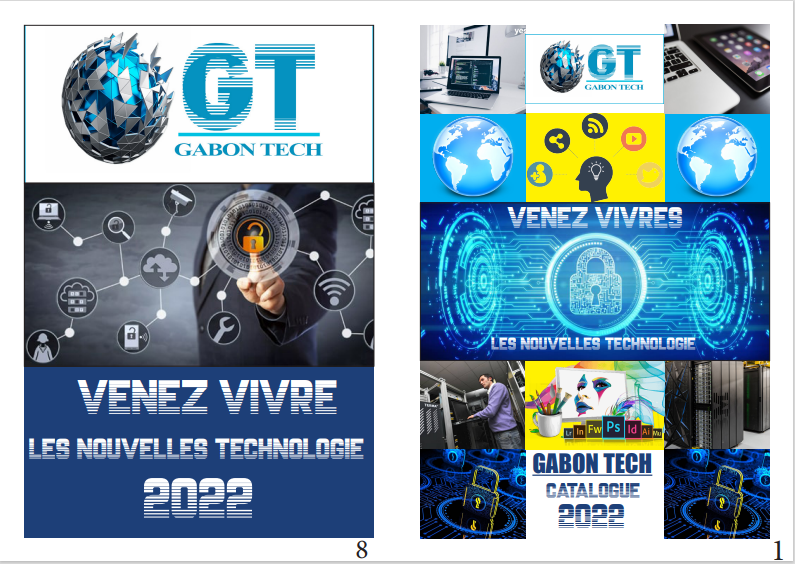 GT
GABON TECH
VENEZ VIVRE
LES NOUVELLES TECHNOLOGIE
2022
8
GT
GABON TECH
VENEZ VIVRES
LES NOUVELLES TECHNOLOGIE
Lr In Fw Ps Id Ai Mu
GABON TECH
CATALOGUE
2022
1